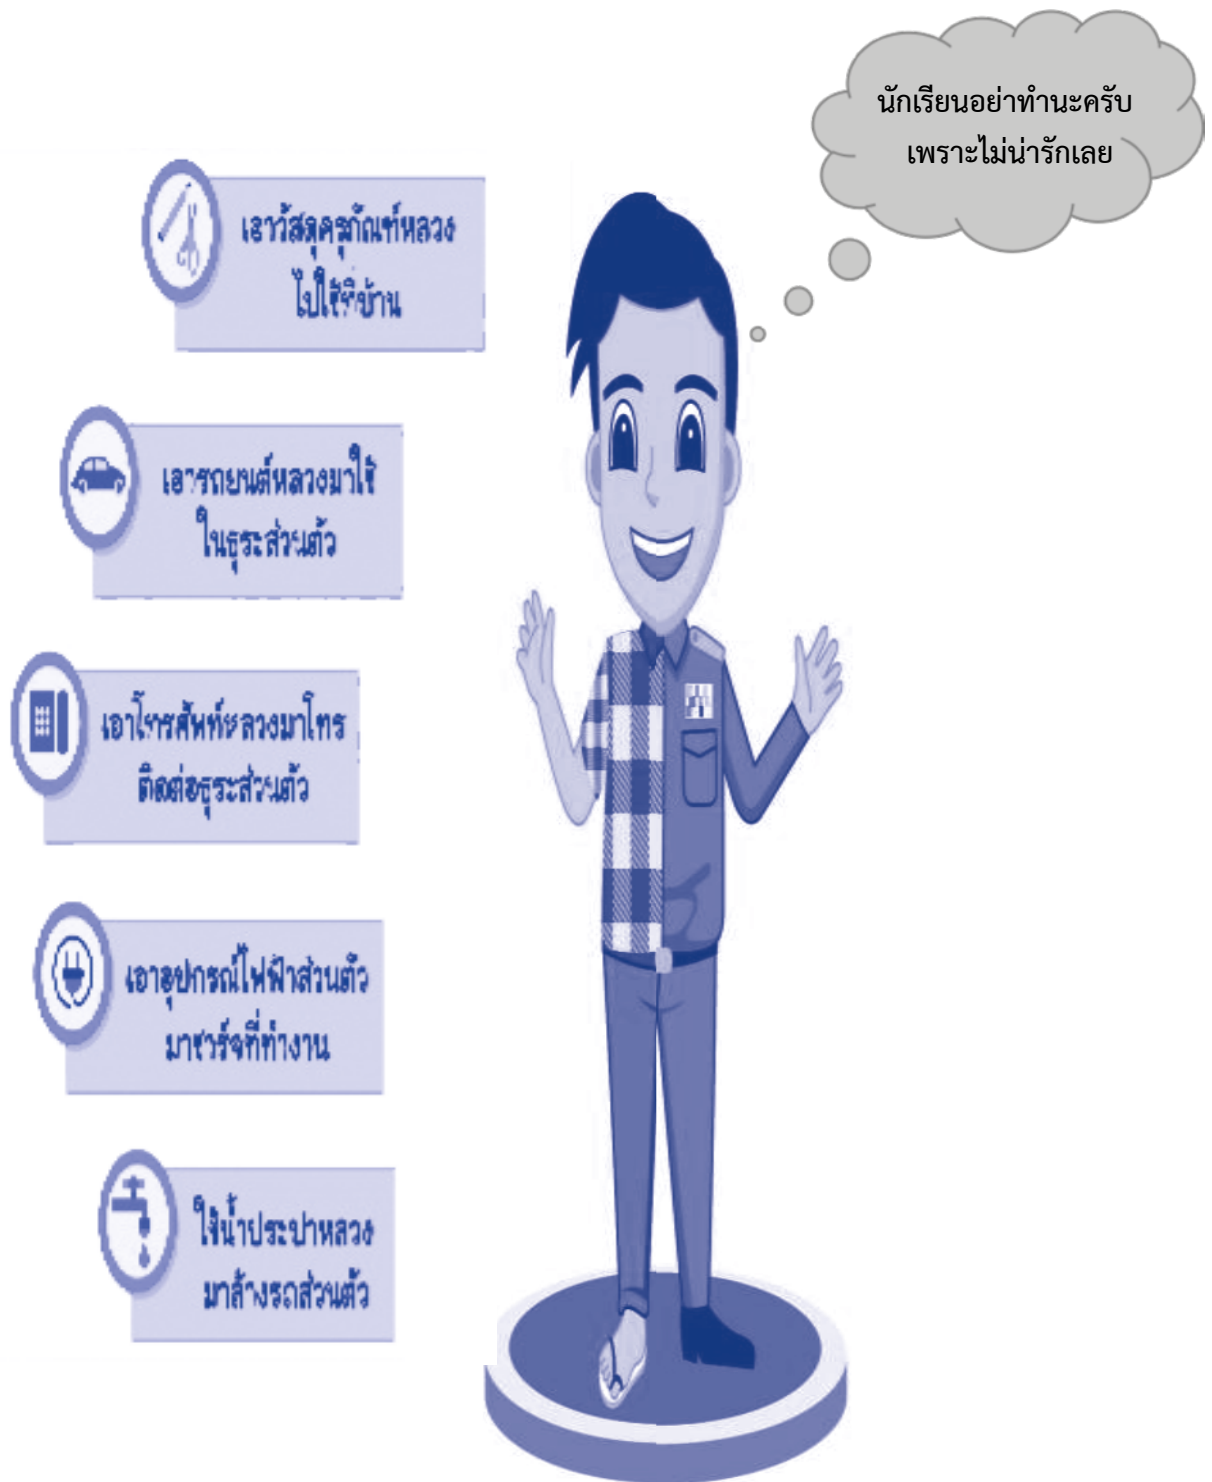 นักเรียนอย่าทำนะครับ
เพราะไม่น่ารักเลย
เอาวัสดุครุภัณฑ์หลวง
ไปใช้ที่บ้าน
เอารถยนต์หลวงมาใช้
ในธุระส่วนตัว
เอาโทรศัพท์หลวงมาโทร
ติดต่อธุระส่วนตัว
เอาอุปกรณ์ไฟฟ้าส่วนตัว
มาชาร์จที่ทำงาน
ใช้น้ำประปาหลวง
มาล้างรถส่วนตัว